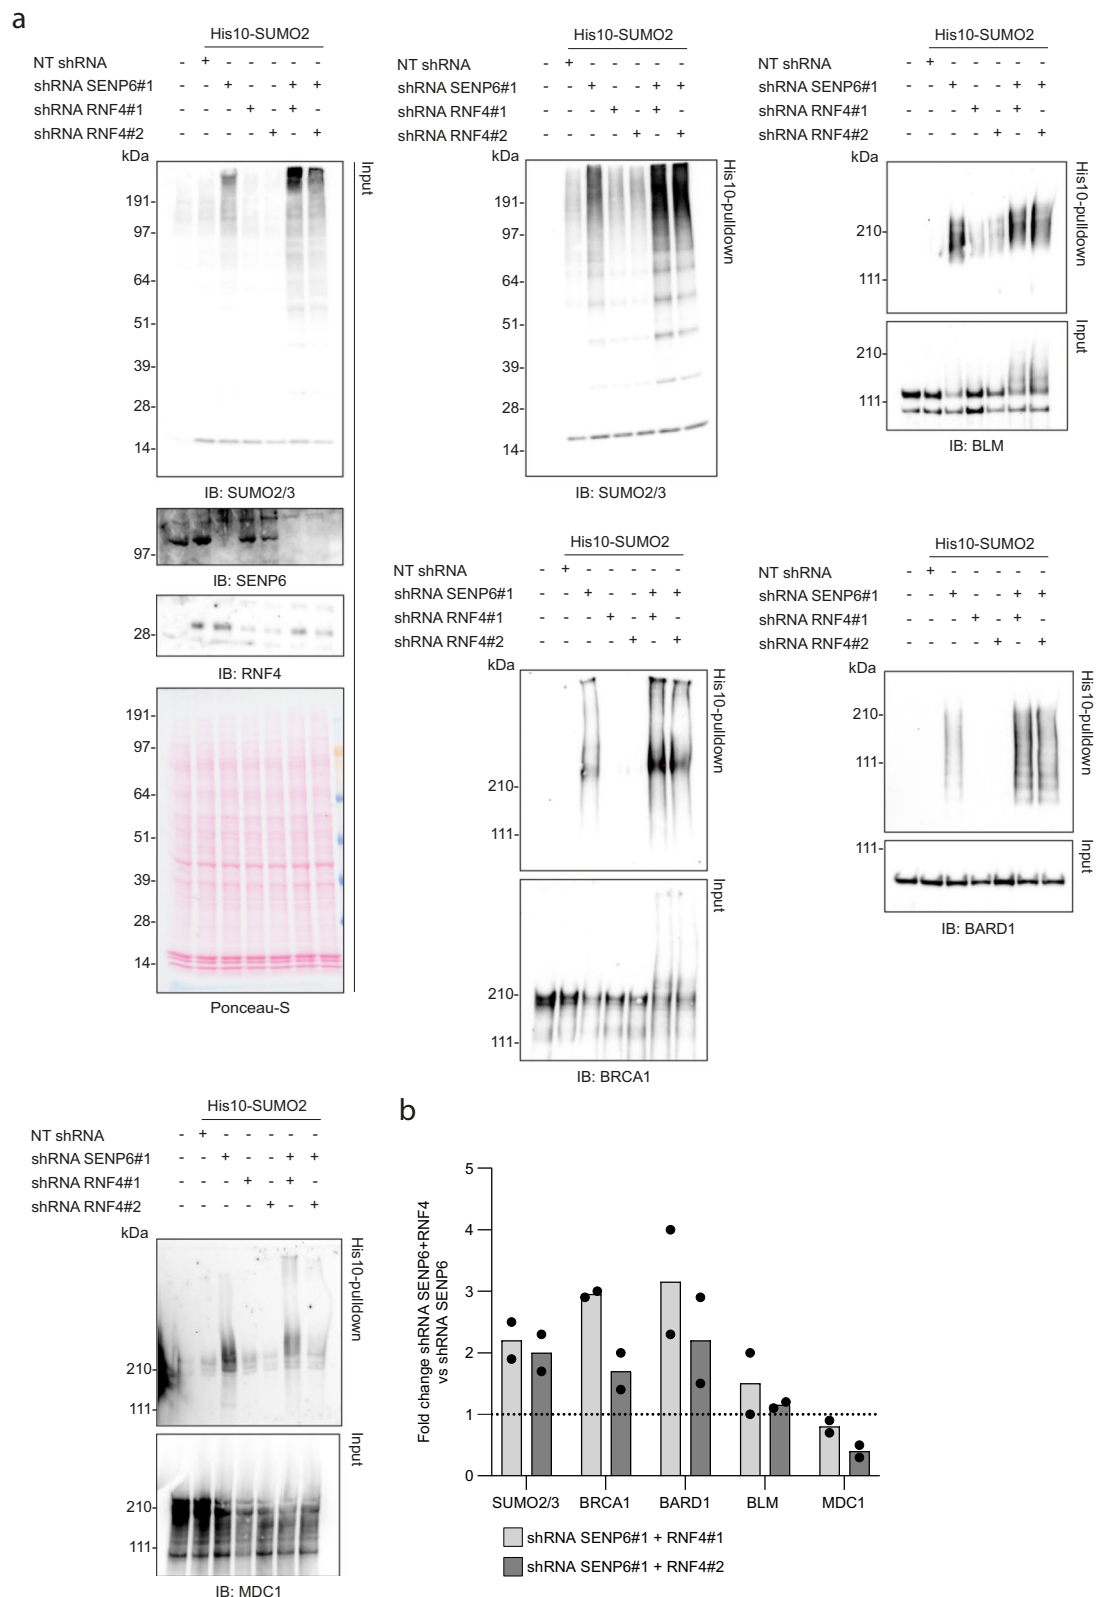 a
His10-SUMO2
NT shRNA - + - - - - -
shRNA SENP6#1 - - + - - + +
shRNA RNF4#1 - - - + - + -
shRNA RNF4#2 - - - - + - +
kDa
191-
97-
64-
51-
39-
28-
14-
Input
IB: SUMO2/3
97-
IB: SENP6
28-
IB: RNF4
191-
97-
64-
51-
39-
28-
14-
Ponceau-S
His10-SUMO2
NT shRNA - + - - - - -
shRNA SENP6#1 - - + - - + +
shRNA RNF4#1 - - - + - + -
shRNA RNF4#2 - - - - + - +
kDa
191-
97-
64-
51-
39-
28-
14-
His10-pulldown
IB: SUMO2/3
His10-SUMO2
NT shRNA - + - - - - -
shRNA SENP6#1 - - + - - + +
shRNA RNF4#1 - - - + - + -
shRNA RNF4#2 - - - - + - +
kDa
210-
111-
His10-pulldown
210-
111-
Input
IB: BLM
His10-SUMO2
NT shRNA - + - - - - -
shRNA SENP6#1 - - + - - + +
shRNA RNF4#1 - - - + - + -
shRNA RNF4#2 - - - - + - +
kDa
210-
111-
His10-pulldown
210-
111-
Input
IB: BRCA1
His10-SUMO2
NT shRNA - + - - - - -
shRNA SENP6#1 - - + - - + +
shRNA RNF4#1 - - - + - + -
shRNA RNF4#2 - - - - + - +
kDa
210-
111-
His10-pulldown
111-
Input
IB: BARD1
His10-SUMO2
NT shRNA - + - - - - -
shRNA SENP6#1 - - + - - + +
shRNA RNF4#1 - - - + - + -
shRNA RNF4#2 - - - - + - +
kDa
210-
111-
His10-pulldown
210-
111-
Input
IB: MDC1
b
Fold change shRNA SENP6+RNF4
vs shRNA SENP6
5
4
3
2
1
0
SUMO2/3 BRCA1 BARD1 BLM MDC1
shRNA SENP6#1 + RNF4#1
shRNA SENP6#1 + RNF4#2